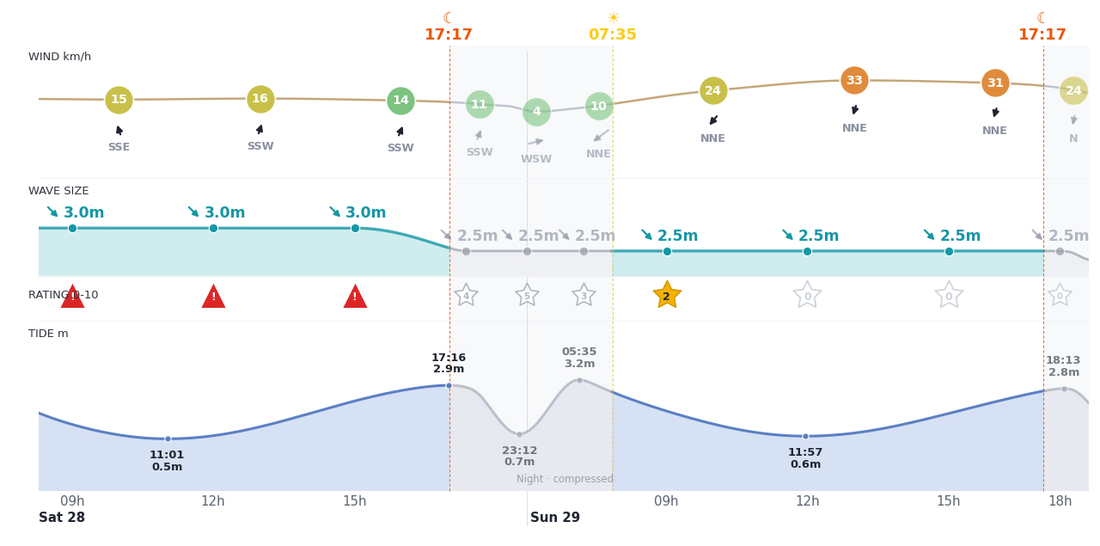 ☾ ☀ ☾
17:17 07:35 17:17
WIND km/h
15 16 14 11 4 10 24 33 31 24
SSE SSW SSW SSW WSW NNE NNE NNE NNE N
WAVE SIZE
3.0m 3.0m 3.0m 2.5m 2.5m 2.5m 2.5m 2.5m 2.5m 2.5m
RATING 0-10
! ! ! 4 5 3 2 0 0 0
TIDE m
17:16 05:35 18:13
2.9m 3.2m 2.8m
11:01 23:12 11:57
0.5m 0.7m 0.6m
Night · compressed
09h 12h 15h 09h 12h 15h 18h
Sat 28 Sun 29